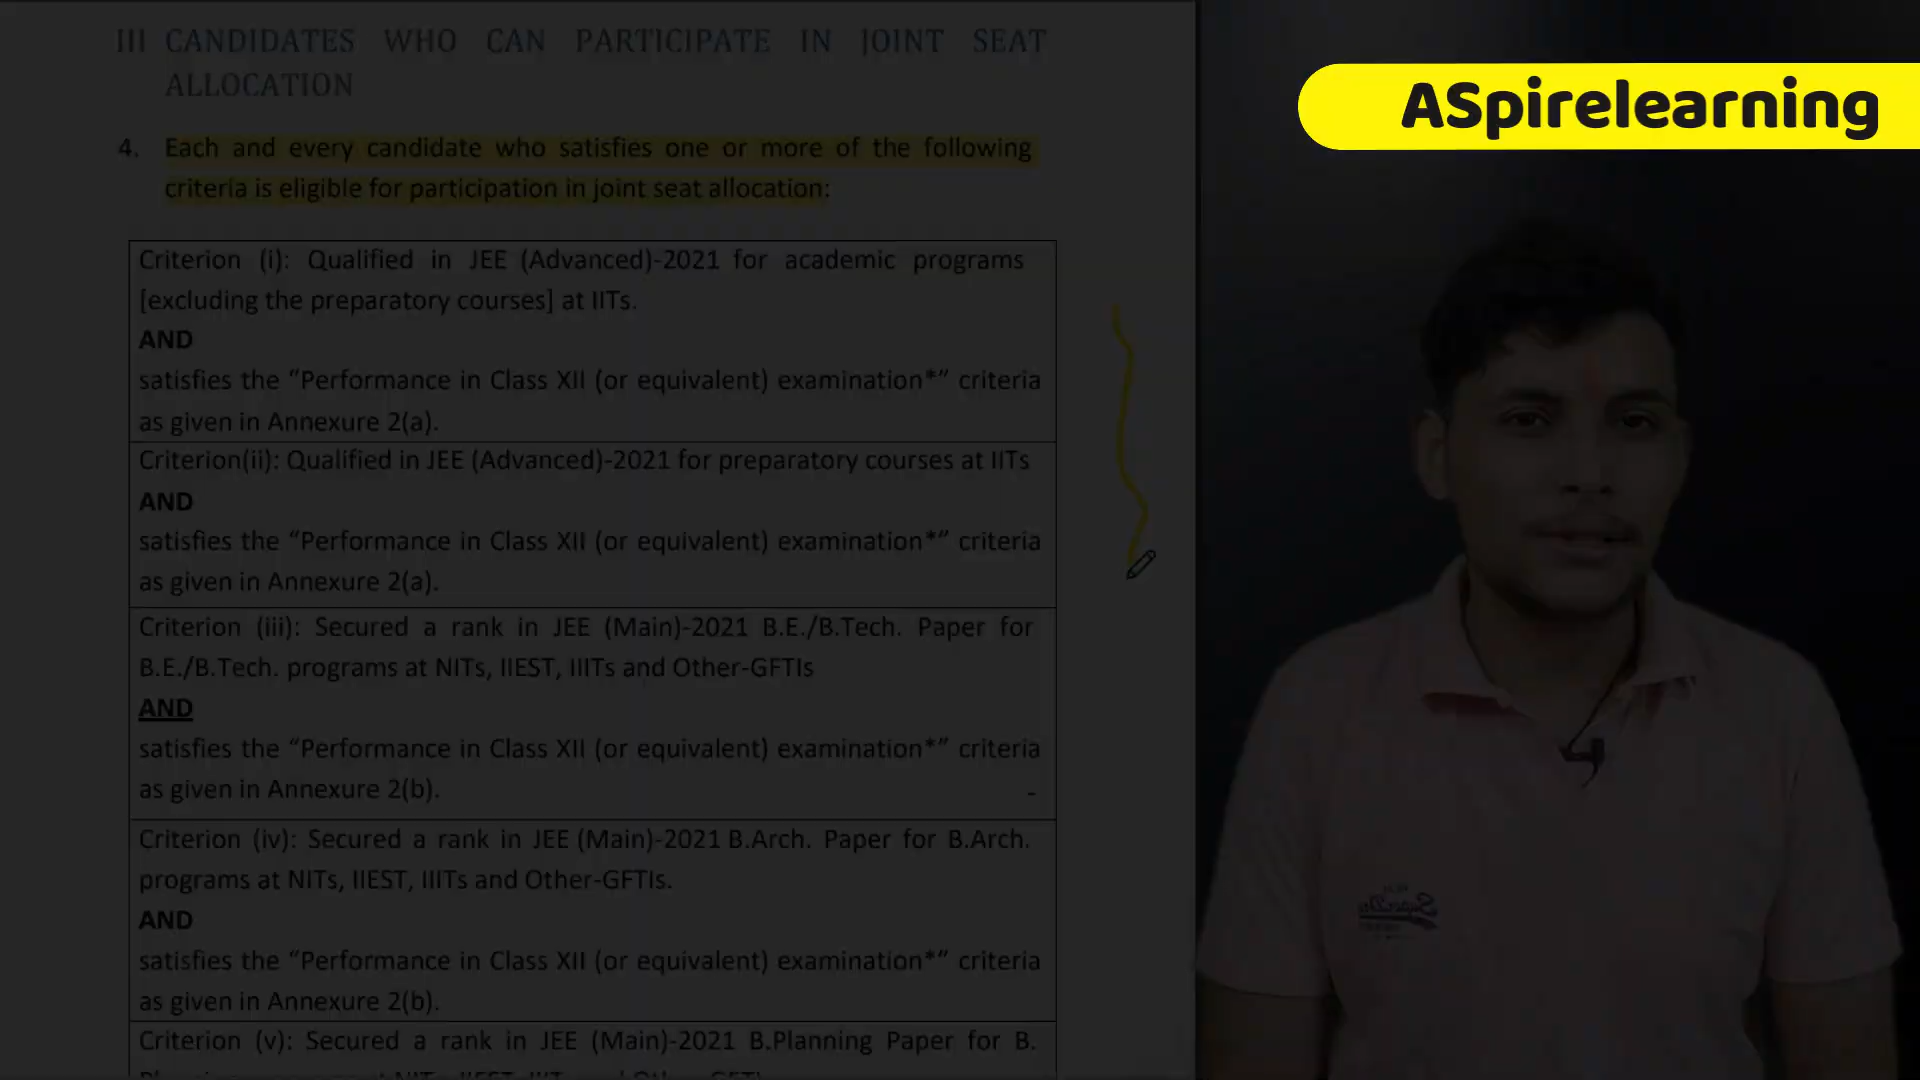 III CANDIDATES WHO CAN PARTICIPATE IN JOINT SEAT
ALLOCATION
4. Each and every candidate who satisfies one or more of the following
criteria is eligible for participation in joint seat allocation:
Criterion (i): Qualified in JEE (Advanced)-2021 for academic programs
[excluding the preparatory courses] at IITs.
AND
satisfies the “Performance in Class XII (or equivalent) examination*” criteria
as given in Annexure 2(a).
Criterion(ii): Qualified in JEE (Advanced)-2021 for preparatory courses at IITs
AND
satisfies the “Performance in Class XII (or equivalent) examination*” criteria
as given in Annexure 2(a).
Criterion (iii): Secured a rank in JEE (Main)-2021 B.E./B.Tech. Paper for
B.E./B.Tech. programs at NITs, IIEST, IIITs and Other-GFTIs
AND
satisfies the “Performance in Class XII (or equivalent) examination*” criteria
as given in Annexure 2(b).
Criterion (iv): Secured a rank in JEE (Main)-2021 B.Arch. Paper for B.Arch.
programs at NITs, IIEST, IIITs and Other-GFTIs.
AND
satisfies the “Performance in Class XII (or equivalent) examination*” criteria
as given in Annexure 2(b).
Criterion (v): Secured a rank in JEE (Main)-2021 B.Planning Paper for B.
ASpirelearning